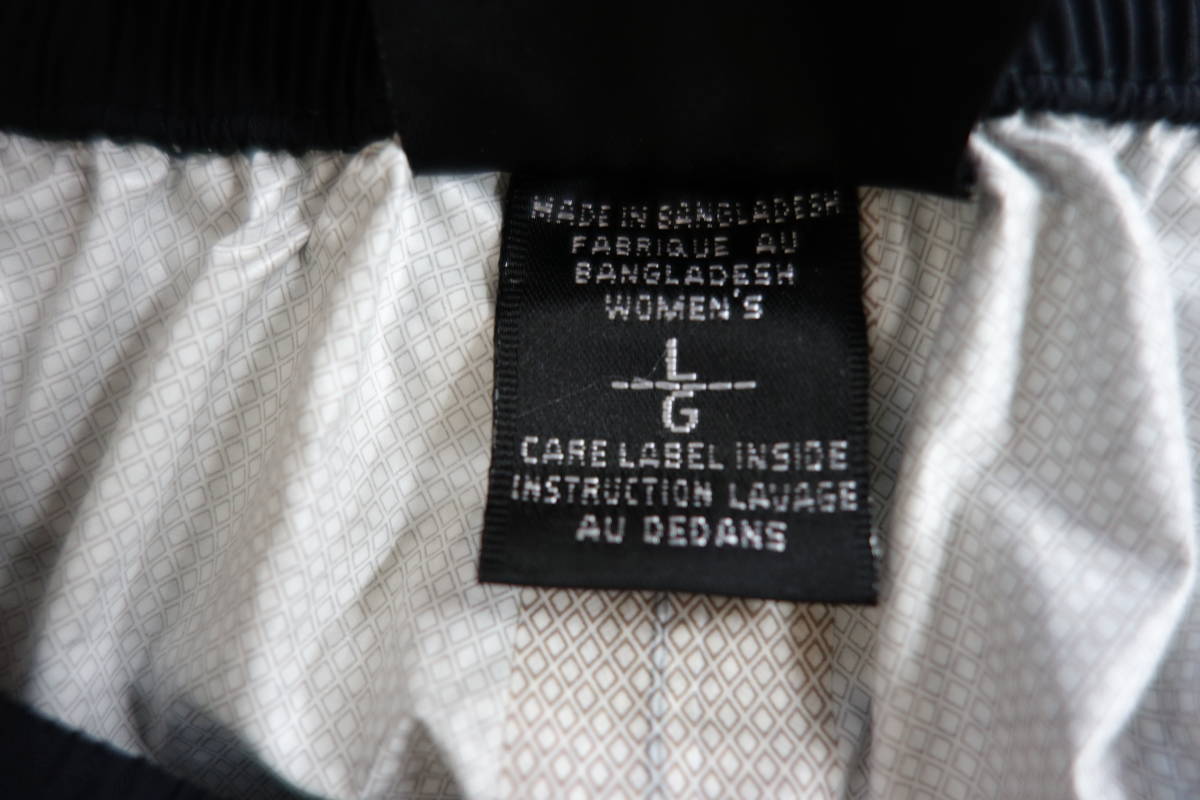 MADE IN BANGLADESH
FABRIQUE AU
BANGLADESH
WOMEN'S
L
G
CARE LABEL INSIDE
INSTRUCTION LAVAGE
AU DEDANS